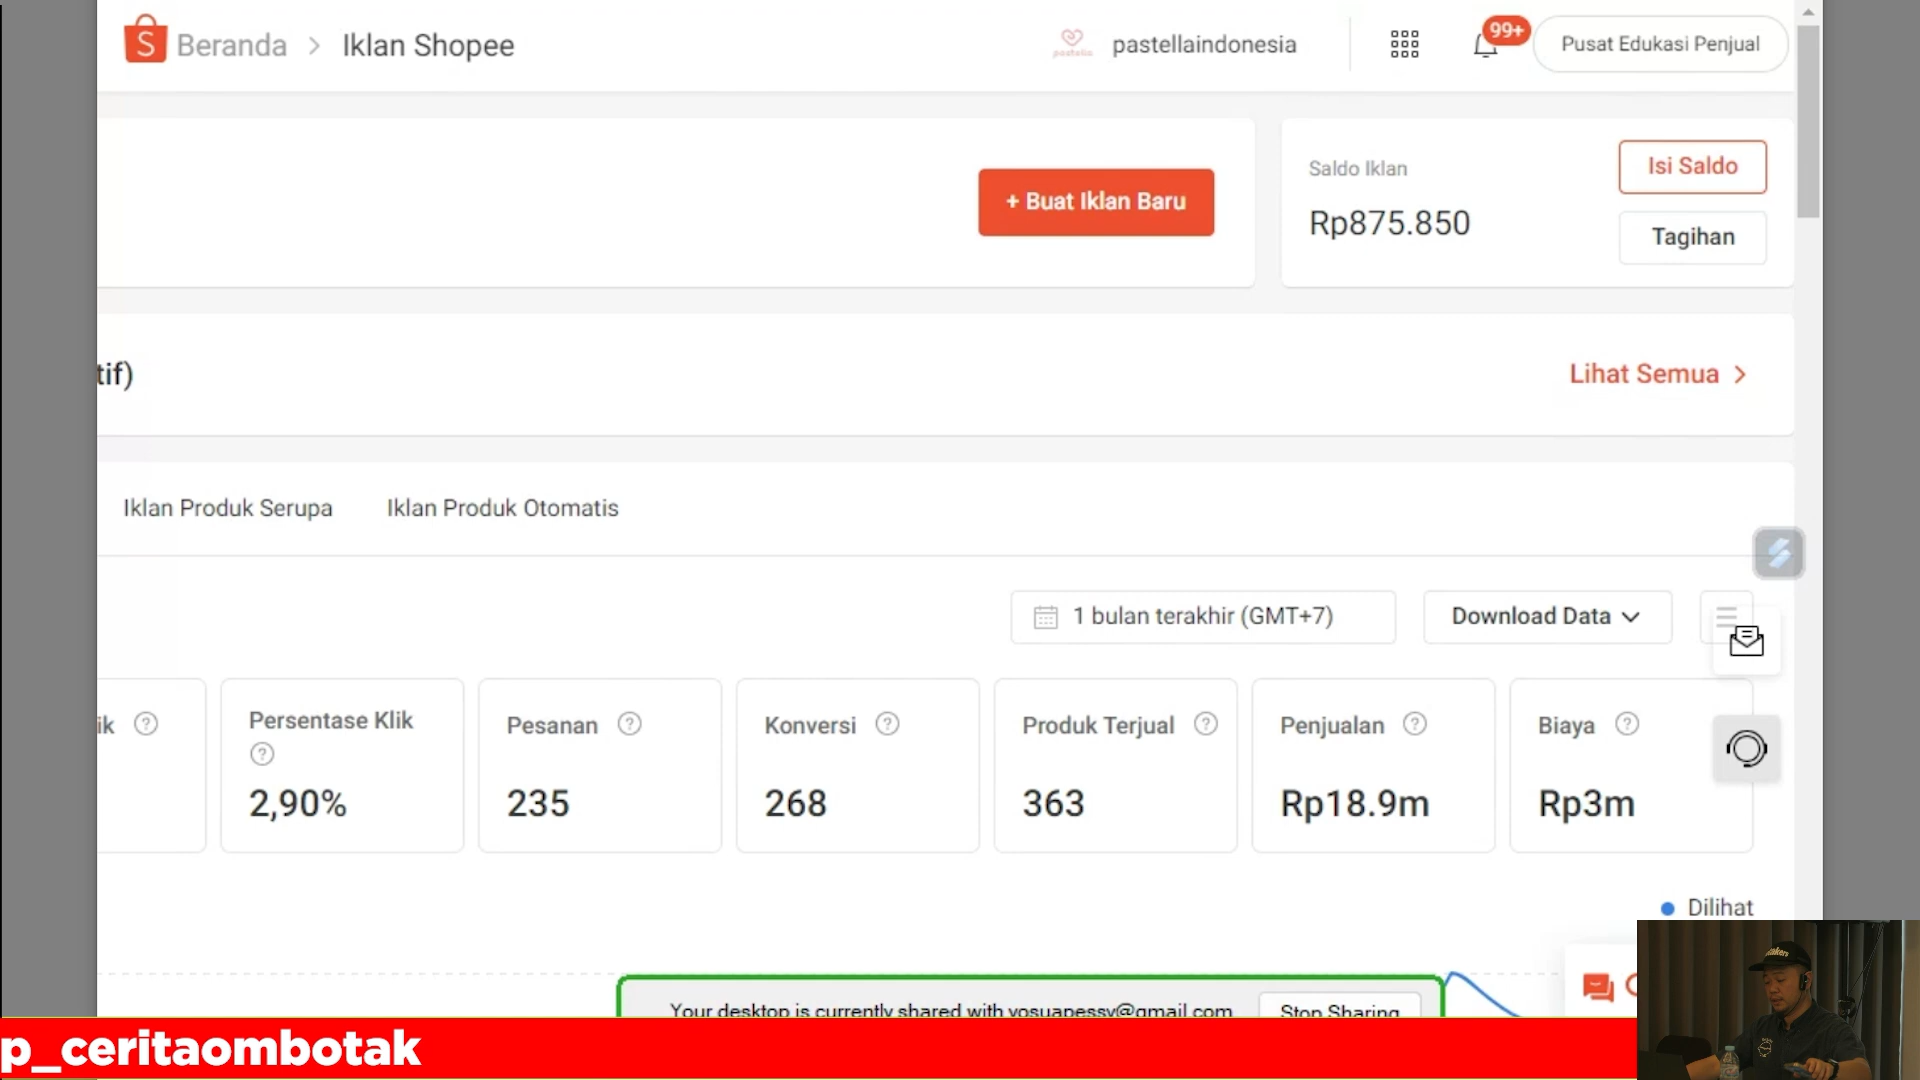 Beranda > Iklan Shopee
pastella
pastellaindonesia
99+
Pusat Edukasi Penjual
+ Buat Iklan Baru
Saldo Iklan
Rp875.850
Isi Saldo
Tagihan
tif)
Lihat Semua >
Iklan Produk Serupa
Iklan Produk Otomatis
1 bulan terakhir (GMT+7)
Download Data
ik
Persentase Klik
2,90%
Pesanan
235
Konversi
268
Produk Terjual
363
Penjualan
Rp18.9m
Biaya
Rp3m
Dilihat
Your desktop is currently shared with yosuapessy@gmail.com
Stop Sharing
p_ceritaombotak